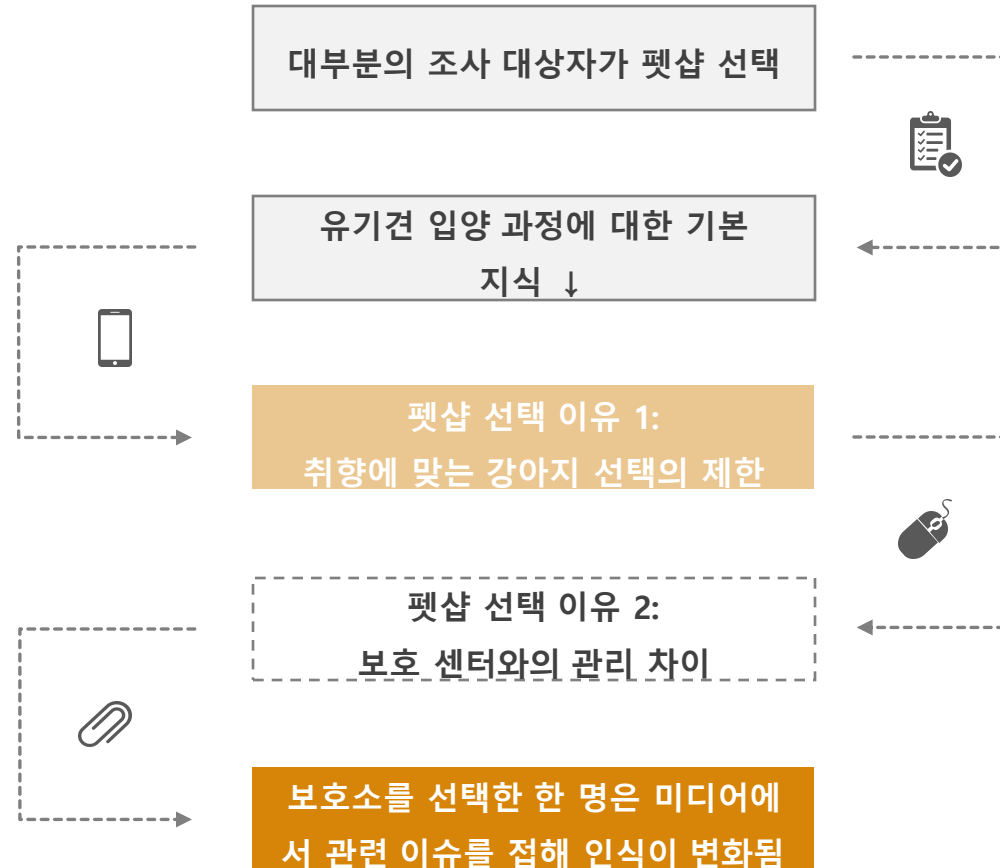 대부분의 조사 대상자가 펫샵 선택
유기견 입양 과정에 대한 기본
지식 ↓
펫샵 선택 이유 1:
취향에 맞는 강아지 선택의 제한
펫샵 선택 이유 2:
보호 센터와의 관리 차이
보호소를 선택한 한 명은 미디어에
서 관련 이슈를 접해 인식이 변화됨